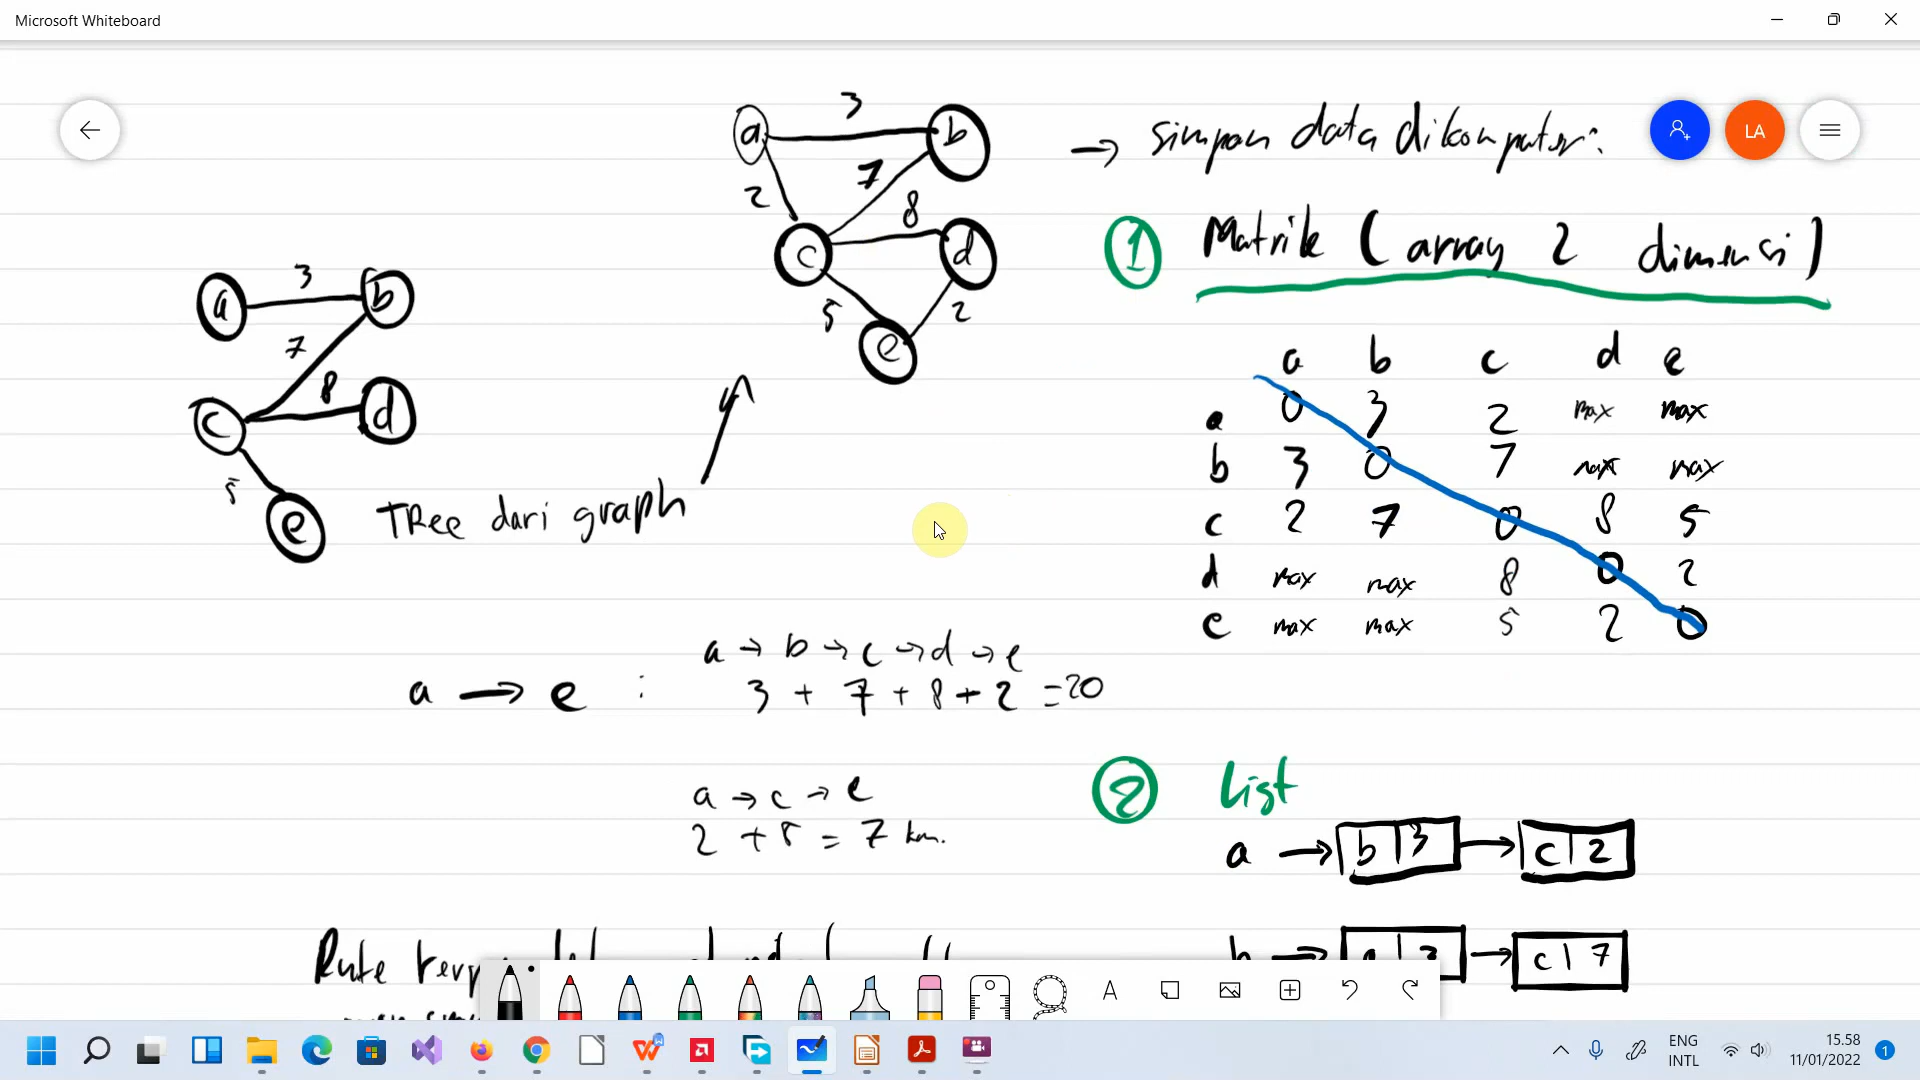 Microsoft Whiteboard
a 3 b
7
2
8
c d
5 2
e
→ simpan data dikomputer:
LA
1 Matrik (array 2 dimensi)
a b c d e
a 0 3 2 max max
b 3 0 7 max max
c 2 7 0 8 5
d max max 8 0 2
e max max 5 2 0
a 3 b
7
8
c d
5
e
TRee dari graph
a → e :
a → b → c → d → e
3 + 7 + 8 + 2 = 20
a → c → e
2 + 5 = 7 km.
2 List
a → b|3 → c|2
b → a|3 → c|7
Rute
A
ENG
INTL
15.58
11/01/2022
1